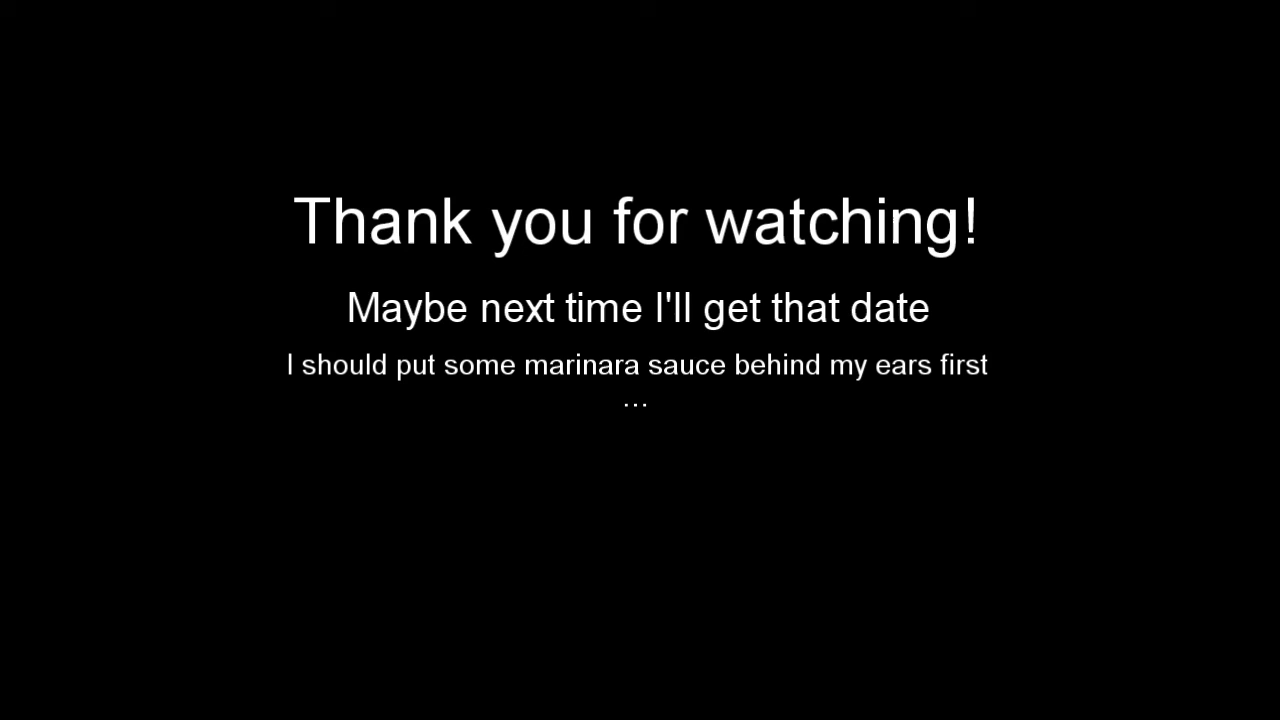 Thank you for watching!
Maybe next time I'll get that date
I should put some marinara sauce behind my ears first
...